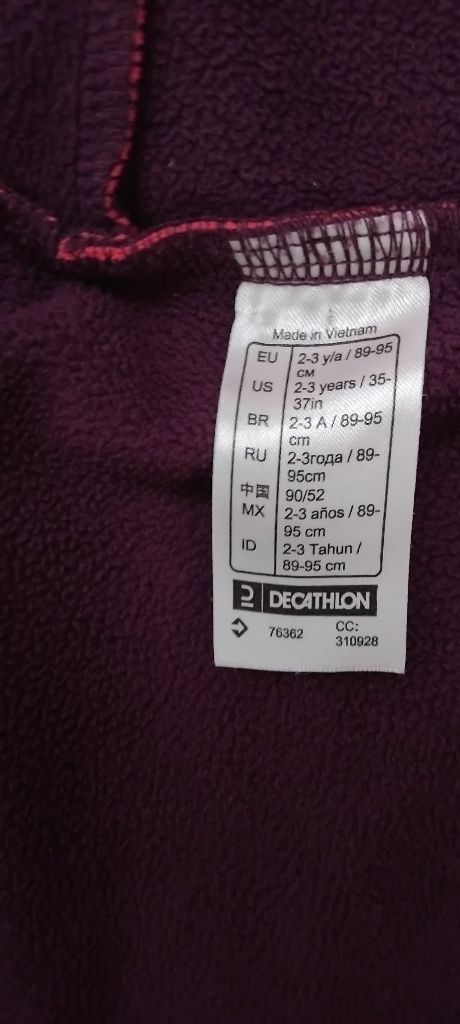 Made in Vietnam
EU 2-3 y/a / 89-95
CM
US 2-3 years / 35-
37in
BR 2-3 A / 89-95
cm
RU 2-3года / 89-
95cm
中国 90/52
MX 2-3 años / 89-
95 cm
ID 2-3 Tahun /
89-95 cm
DECATHLON
76362 CC:
310928